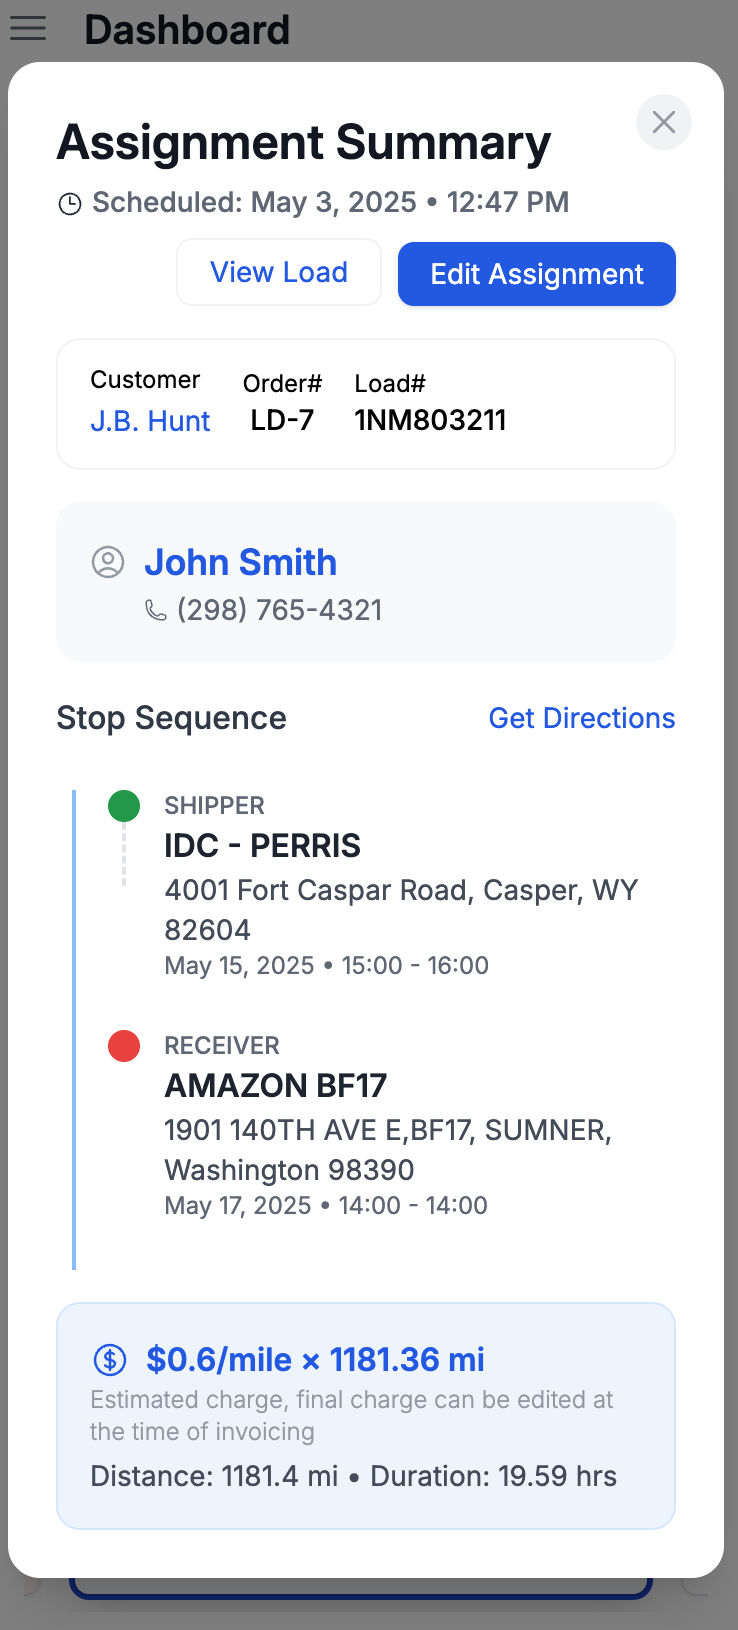 Dashboard
Assignment Summary
Scheduled: May 3, 2025 • 12:47 PM
View Load
Edit Assignment
Customer Order# Load#
J.B. Hunt LD-7 1NM803211
John Smith
(298) 765-4321
Stop Sequence
Get Directions
SHIPPER
IDC - PERRIS
4001 Fort Caspar Road, Casper, WY
82604
May 15, 2025 • 15:00 - 16:00
RECEIVER
AMAZON BF17
1901 140TH AVE E,BF17, SUMNER,
Washington 98390
May 17, 2025 • 14:00 - 14:00
$0.6/mile × 1181.36 mi
Estimated charge, final charge can be edited at
the time of invoicing
Distance: 1181.4 mi • Duration: 19.59 hrs